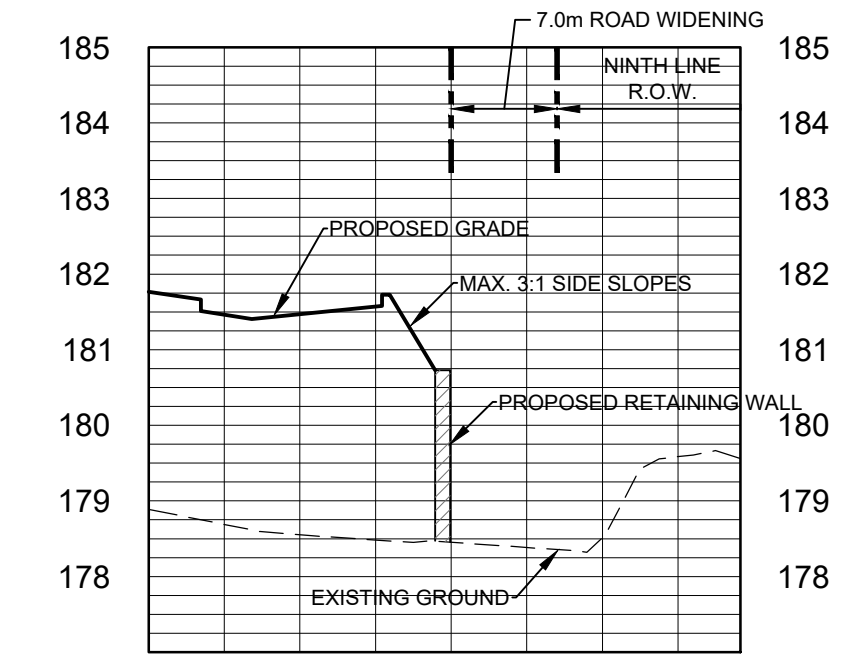 7.0m ROAD WIDENING
185
185
NINTH LINE
R.O.W.
184
184
183
183
PROPOSED GRADE
182
182
MAX. 3:1 SIDE SLOPES
181
181
PROPOSED RETAINING WALL
180
180
179
179
178
178
EXISTING GROUND